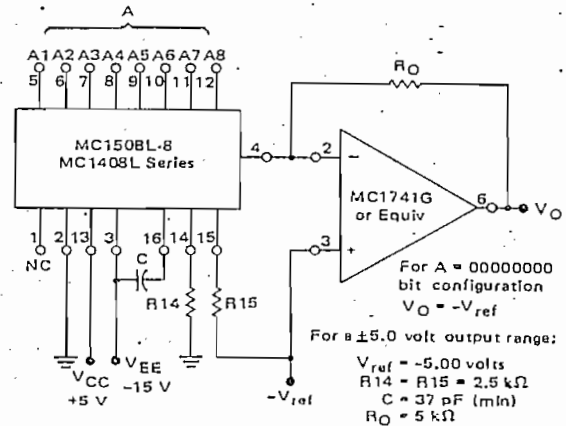 A
A1 A2 A3 A4 A5 A6 A7 A8
5 6 7 8 9 10 11 12
MC1508L-8
MC1408L Series
4
2
−
RO
MC1741G
or Equiv
6
VO
3
+
1 2 13 3 16 14 15
NC
C
R14
R15
VCC
+5 V
VEE
-15 V
-Vref
For A = 00000000
bit configuration
VO = -Vref
For a ±5.0 volt output range:
Vref = -5.00 volts
R14 = R15 = 2.5 kΩ
C = 37 pF (min)
RO = 5 kΩ